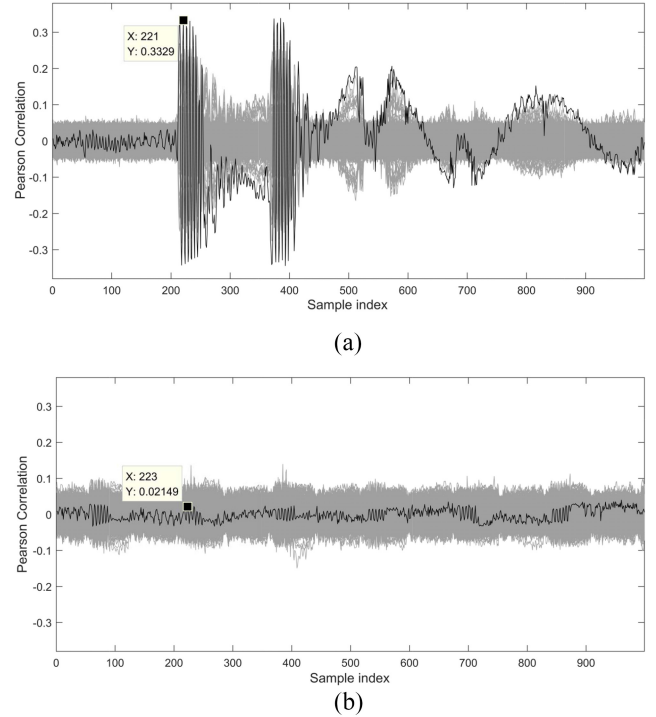 0.3
0.2
0.1
0
-0.1
-0.2
-0.3
Pearson Correlation
X: 221
Y: 0.3329
0 100 200 300 400 500 600 700 800 900
Sample index
(a)
0.3
0.2
0.1
0
-0.1
-0.2
-0.3
Pearson Correlation
X: 223
Y: 0.02149
0 100 200 300 400 500 600 700 800 900
Sample index
(b)